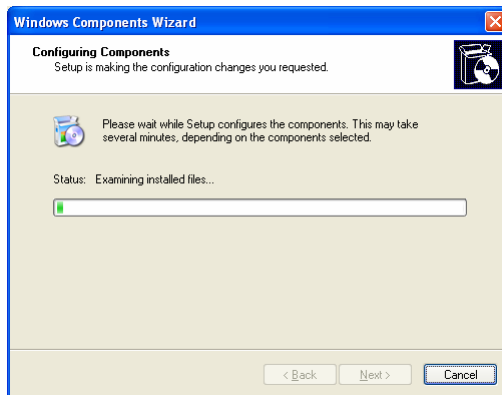 Windows Components Wizard
Configuring Components
Setup is making the configuration changes you requested.
Please wait while Setup configures the components. This may take
several minutes, depending on the components selected.
Status: Examining installed files...
< Back Next > Cancel